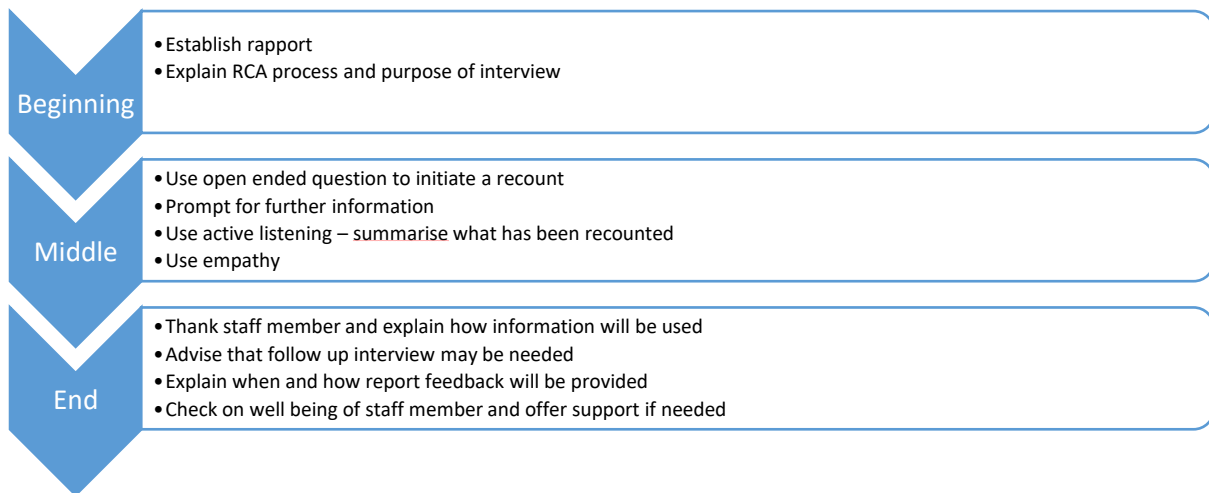 Beginning
•Establish rapport
•Explain RCA process and purpose of interview
Middle
•Use open ended question to initiate a recount
•Prompt for further information
•Use active listening – summarise what has been recounted
•Use empathy
End
•Thank staff member and explain how information will be used
•Advise that follow up interview may be needed
•Explain when and how report feedback will be provided
•Check on well being of staff member and offer support if needed